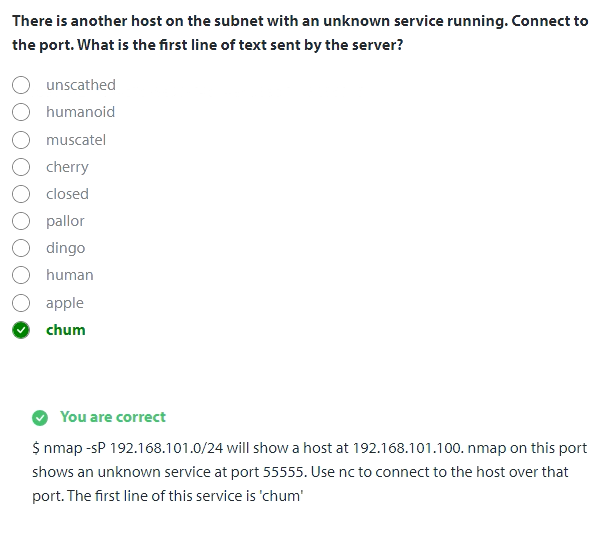 There is another host on the subnet with an unknown service running. Connect to
the port. What is the first line of text sent by the server?
unscathed
humanoid
muscatel
cherry
closed
pallor
dingo
human
apple
chum
You are correct
$ nmap -sP 192.168.101.0/24 will show a host at 192.168.101.100. nmap on this port
shows an unknown service at port 55555. Use nc to connect to the host over that
port. The first line of this service is 'chum'